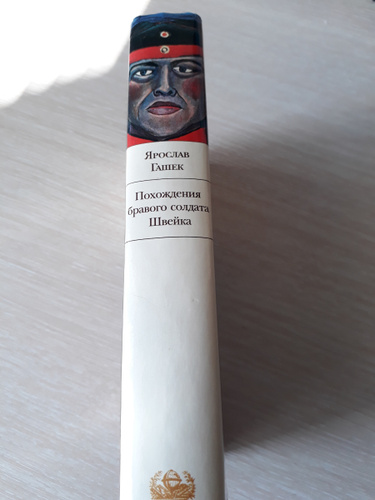 Ярослав
Гашек
Похождения
бравого солдата
Швейка